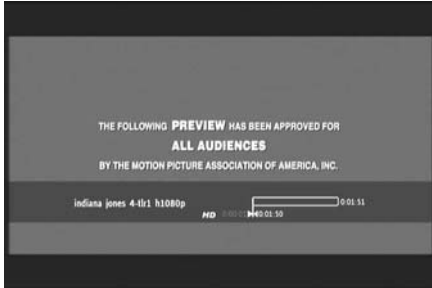 THE FOLLOWING PREVIEW HAS BEEN APPROVED FOR
ALL AUDIENCES
BY THE MOTION PICTURE ASSOCIATION OF AMERICA, INC.
indiana jones 4-tlr1 h1080p
0:01:51
HD
0:01:50